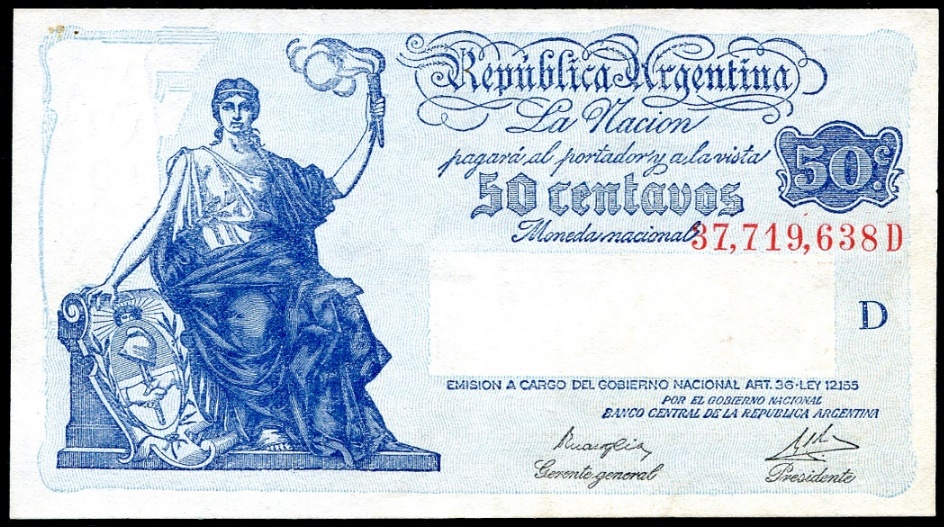 República Argentina
La Nacion
pagará al portador y a la vista
50 centavos
50c.
Moneda nacional
37,719,638 D
D
EMISION A CARGO DEL GOBIERNO NACIONAL ART. 36-LEY 12155
POR EL GOBIERNO NACIONAL
BANCO CENTRAL DE LA REPUBLICA ARGENTINA
Gerente general
Presidente